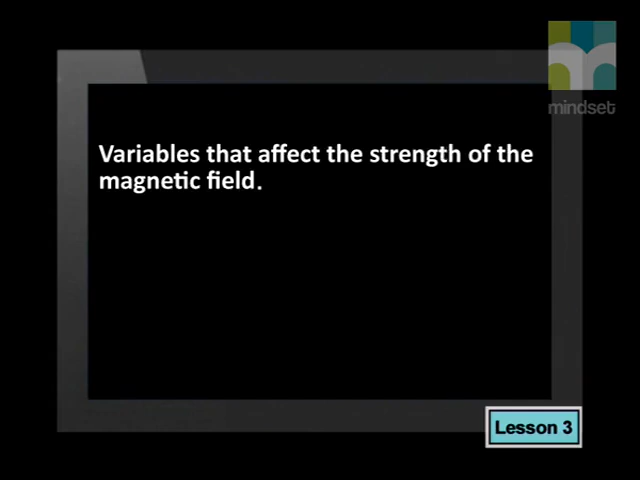 mindset
Variables that affect the strength of the
magnetic field.
Lesson 3